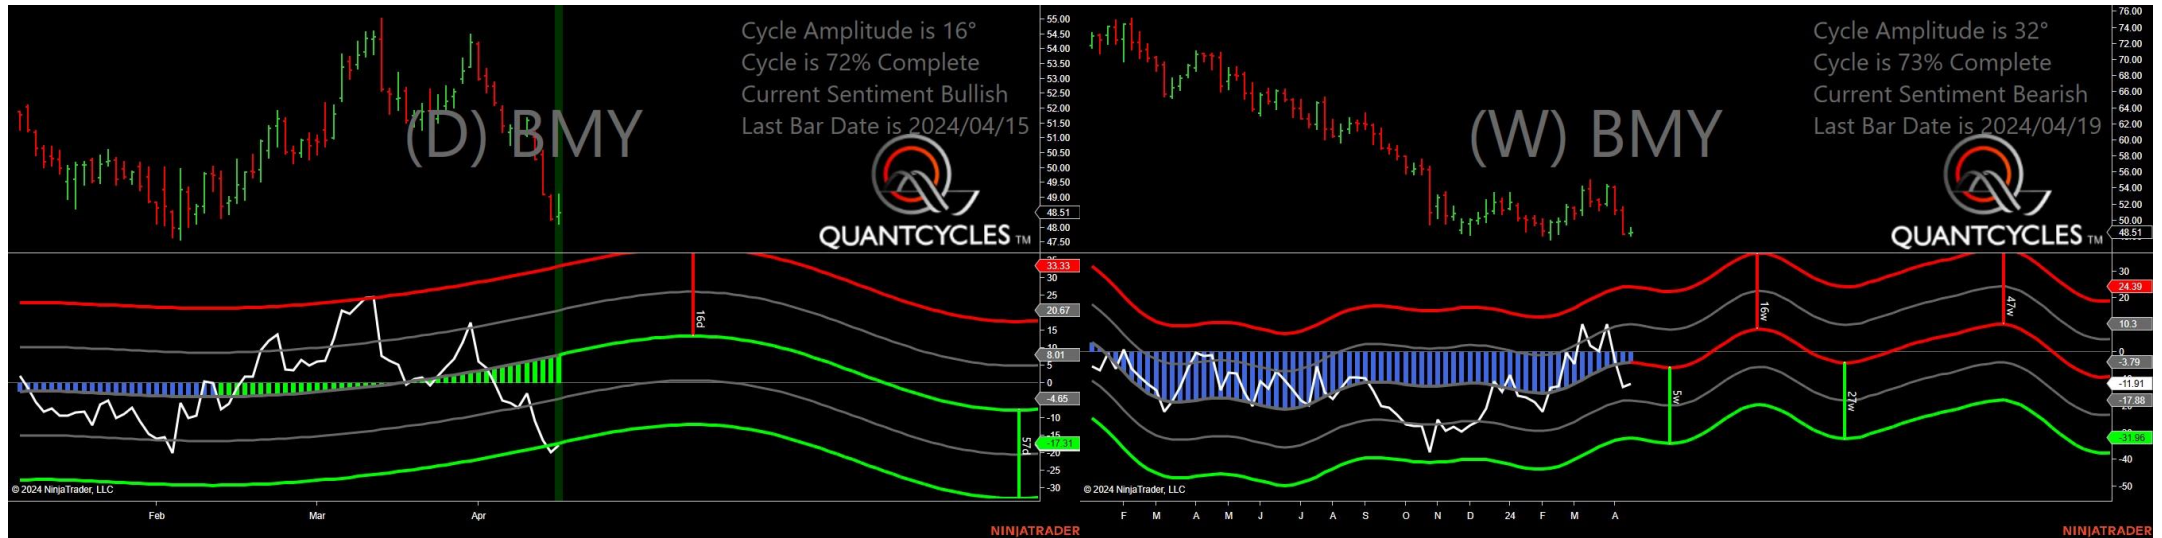 Cycle Amplitude is 16°
Cycle is 72% Complete
Current Sentiment Bullish
Last Bar Date is 2024/04/15
(D) BMY
QUANTCYCLES TM
55.00
54.50
54.00
53.50
53.00
52.50
52.00
51.50
51.00
50.50
50.00
49.50
49.00
48.51
48.00
47.50
33.33
30
25
20.67
15
10
8.01
5
0
-4.65
-10
-15
-17.31
-20
-25
-30
16d
57d
© 2024 NinjaTrader, LLC
Feb Mar Apr
NINJATRADER
Cycle Amplitude is 32°
Cycle is 73% Complete
Current Sentiment Bearish
Last Bar Date is 2024/04/19
(W) BMY
QUANTCYCLES TM
76.00
74.00
72.00
70.00
68.00
66.00
64.00
62.00
60.00
58.00
56.00
54.00
52.00
50.00
48.51
30
24.39
20
10.3
0
-3.79
-11.91
-17.88
-31.96
-40
-50
5w
16w
27w
47w
© 2024 NinjaTrader, LLC
F M A M J J A S O N D 24 F M A
NINJATRADER